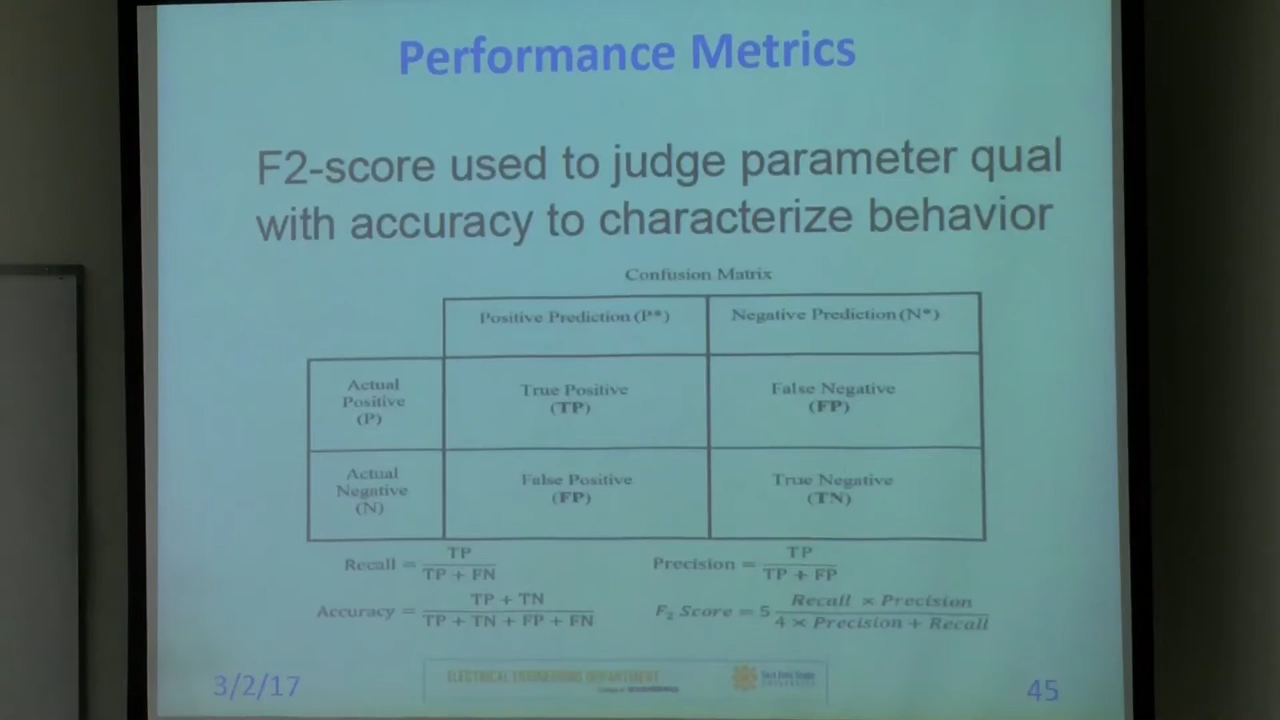 Performance Metrics
F2-score used to judge parameter qual
with accuracy to characterize behavior
Confusion Matrix
Positive Prediction (P*)
Negative Prediction (N*)
Actual
Positive
(P)
True Positive
(TP)
False Negative
(FP)
Actual
Negative
(N)
False Positive
(FP)
True Negative
(TN)
Recall = TP / TP + FN
Precision = TP / TP + FP
Accuracy = TP + TN / TP + TN + FP + FN
F₂ Score = 5 Recall × Precision / 4 × Precision + Recall
3/2/17
ELECTRICAL ENGINEERING DEPARTMENT
45